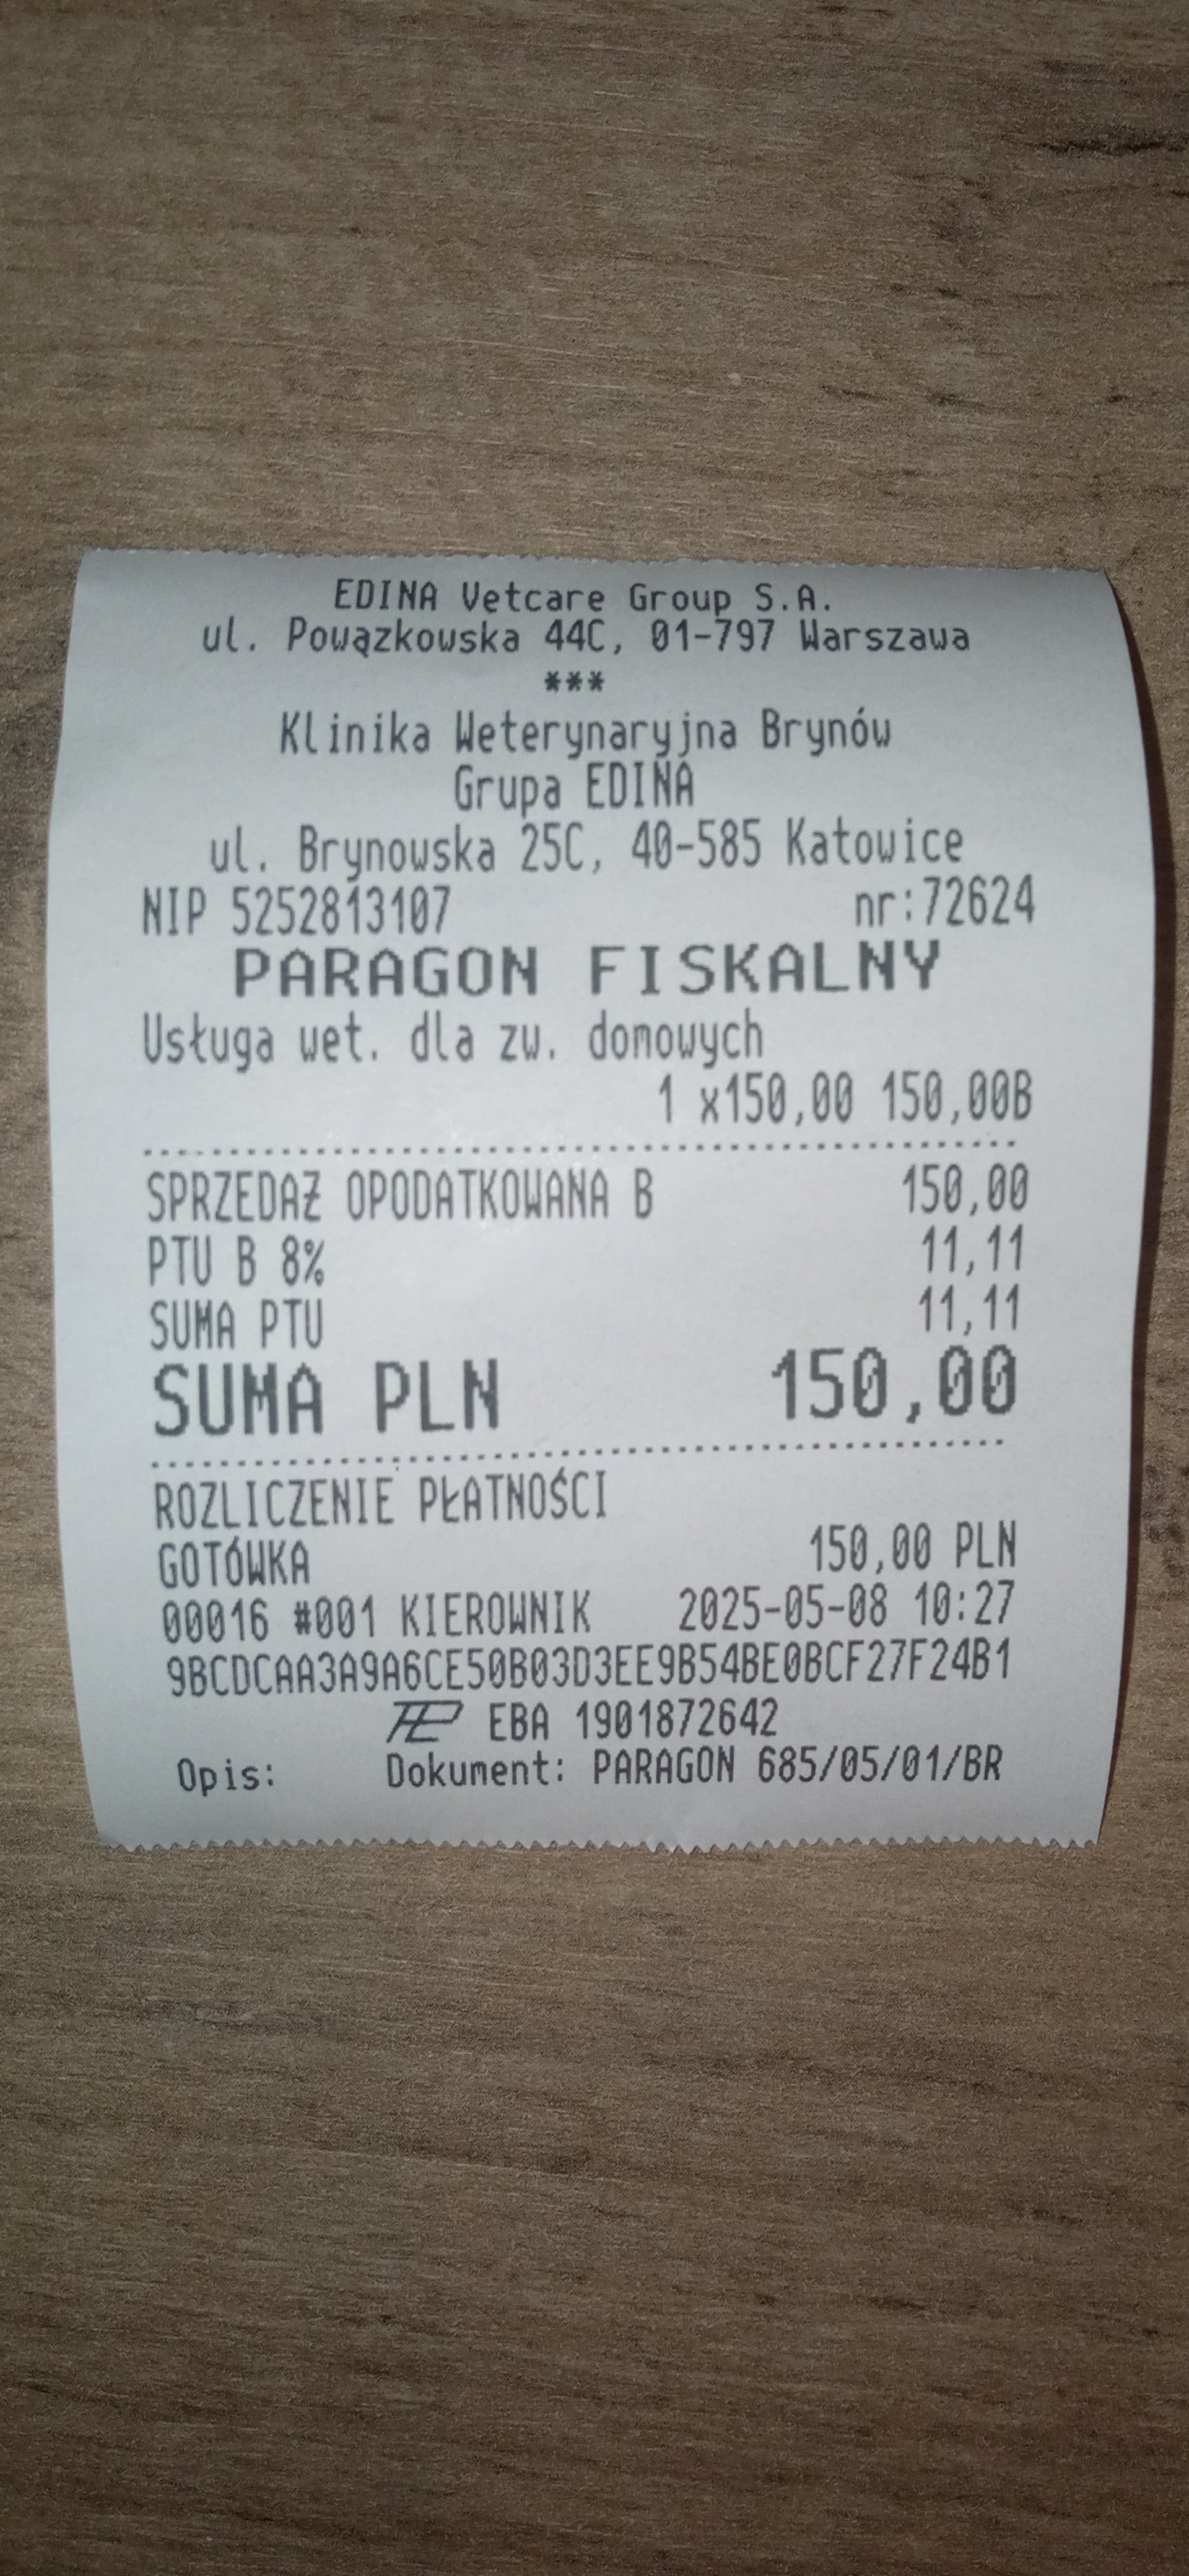 EDINA Vetcare Group S.A.
ul. Powązkowska 44C, 01-797 Warszawa
***
Klinika Weterynaryjna Brynów
Grupa EDINA
ul. Brynowska 25C, 40-585 Katowice
NIP 5252813107 nr:72624
PARAGON FISKALNY
Usługa wet. dla zw. domowych
1 x150,00 150,00B
SPRZEDAŻ OPODATKOWANA B 150,00
PTU B 8% 11,11
SUMA PTU 11,11
SUMA PLN 150,00
ROZLICZENIE PŁATNOŚCI
GOTÓWKA 150,00 PLN
00016 #001 KIEROWNIK 2025-05-08 10:27
9BCDCAA3A9A6CE50B03D3EE9B54BE0BCF27F24B1
EBA 1901872642
Opis: Dokument: PARAGON 685/05/01/BR